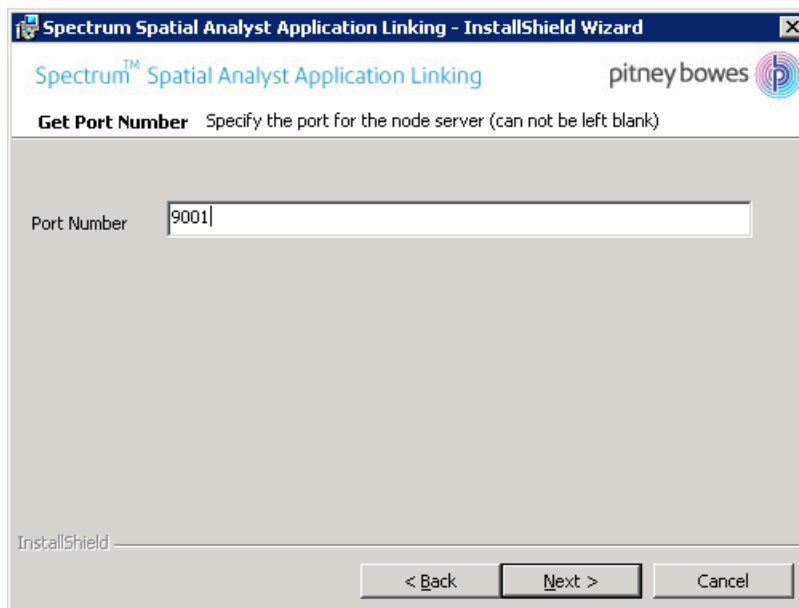 Spectrum Spatial Analyst Application Linking - InstallShield Wizard
Spectrum™ Spatial Analyst Application Linking
pitney bowes
Get Port Number Specify the port for the node server (can not be left blank)
Port Number 9001
InstallShield
< Back Next > Cancel